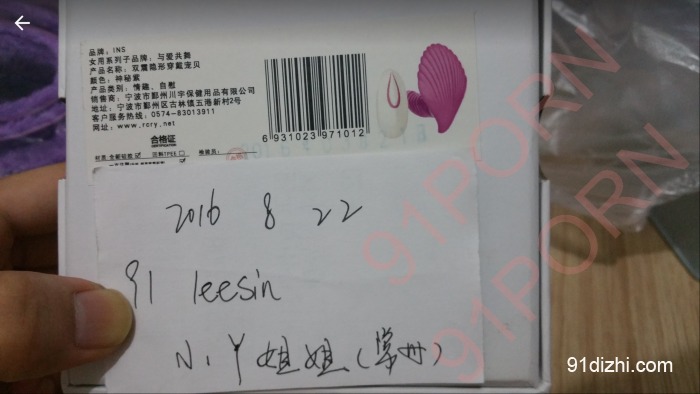 品牌：INS
女用系列子品牌：与爱共舞
产品名称：双震隐形穿戴宠贝
颜色：神秘紫
产品类别：情趣、自慰
销售商：宁波市鄞州川宇保健用品有限公司
地址：宁波市鄞州区古林镇五港新村2号
客户服务热线：0574-83013911
网址：www.rcry.net
合格证
6 931023 971012
2016 8 22
91 leesin
N.Y 姐姐（常州）
91PORN
91PORN
91dizhi.com